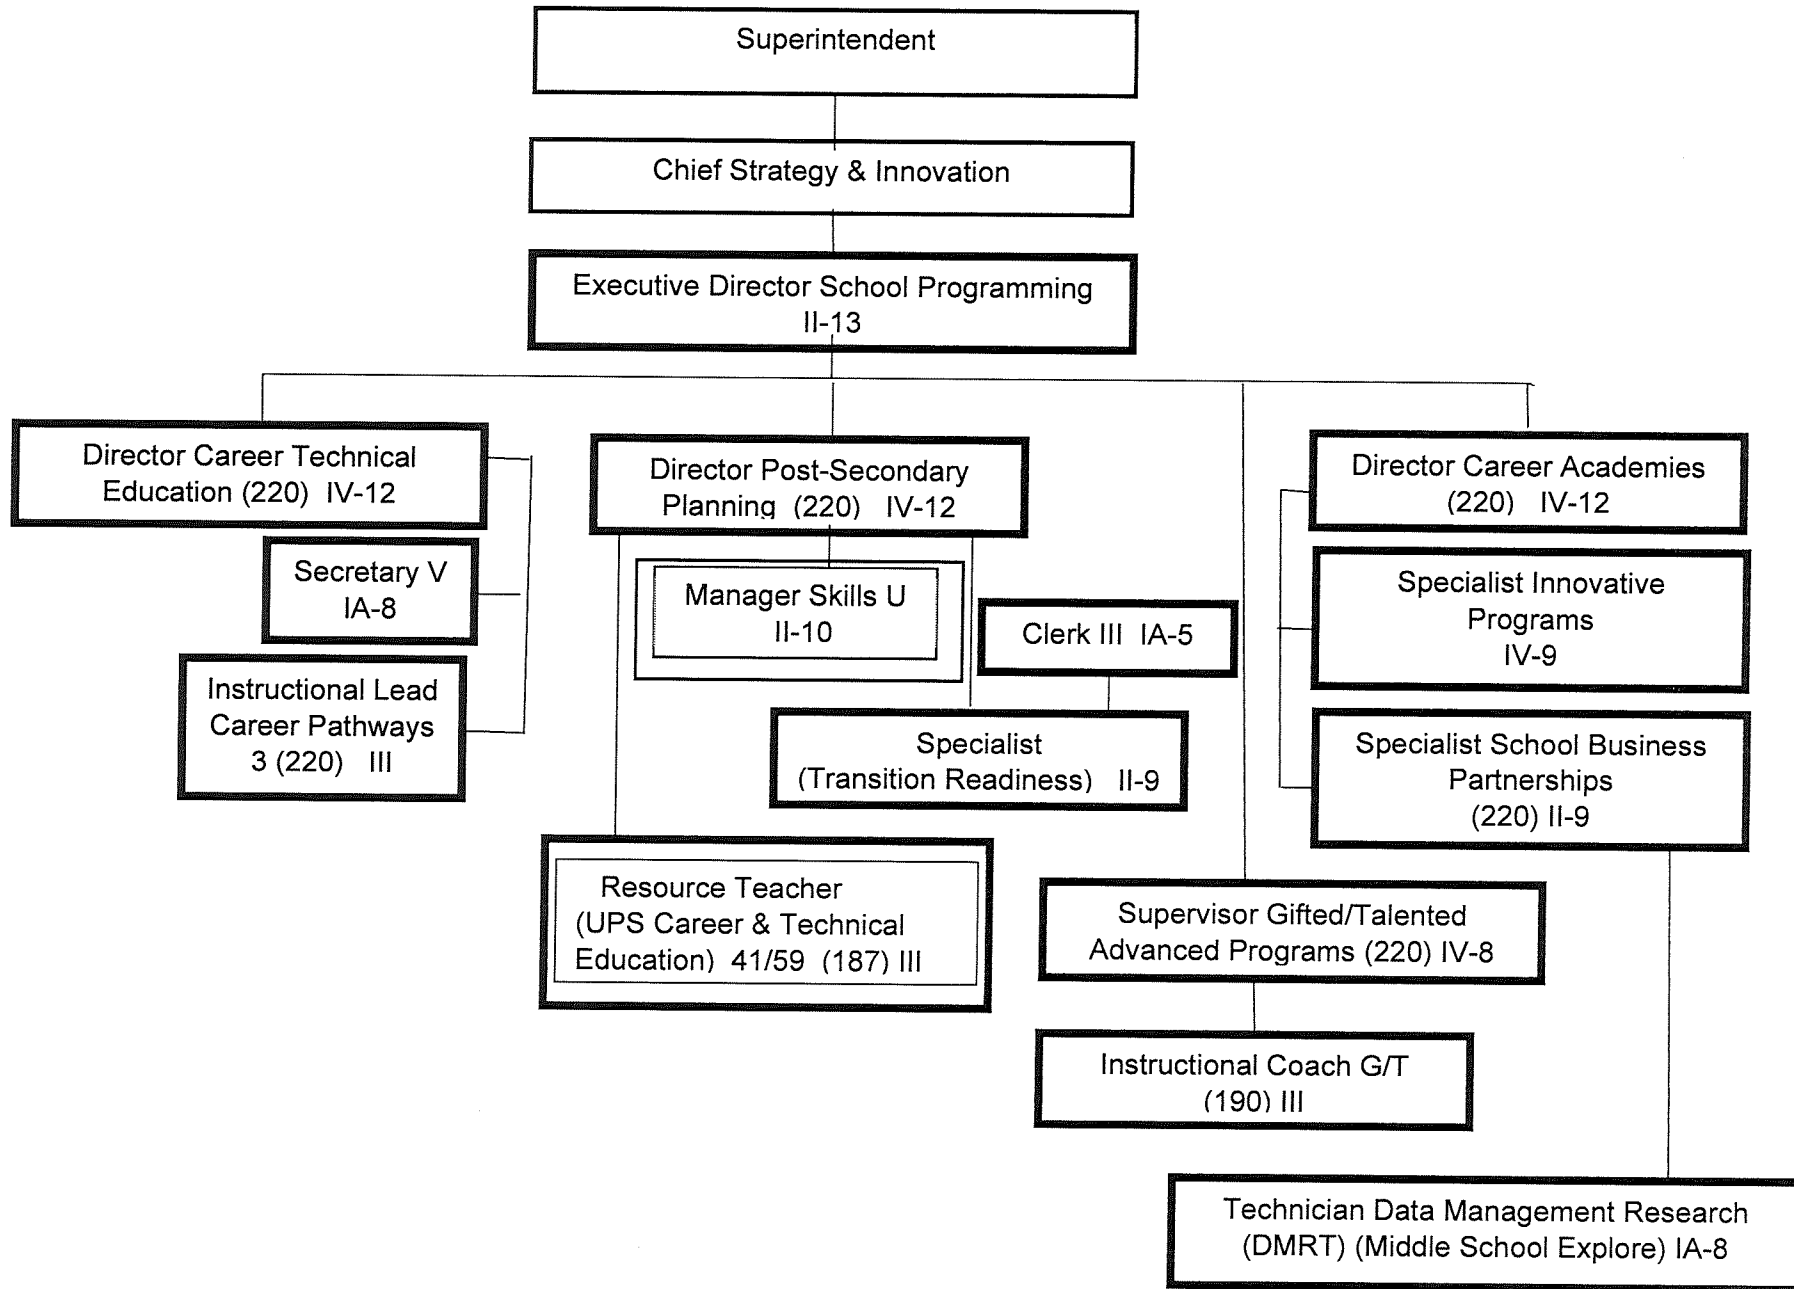 Superintendent
Chief Strategy & Innovation
Executive Director School Programming
II-13
Director Career Technical
Education (220) IV-12
Secretary V
IA-8
Instructional Lead
Career Pathways
3 (220) III
Director Post-Secondary
Planning (220) IV-12
Manager Skills U
II-10
Clerk III IA-5
Specialist
(Transition Readiness) II-9
Resource Teacher
(UPS Career & Technical
Education) 41/59 (187) III
Director Career Academies
(220) IV-12
Specialist Innovative
Programs
IV-9
Specialist School Business
Partnerships
(220) II-9
Supervisor Gifted/Talented
Advanced Programs (220) IV-8
Instructional Coach G/T
(190) III
Technician Data Management Research
(DMRT) (Middle School Explore) IA-8